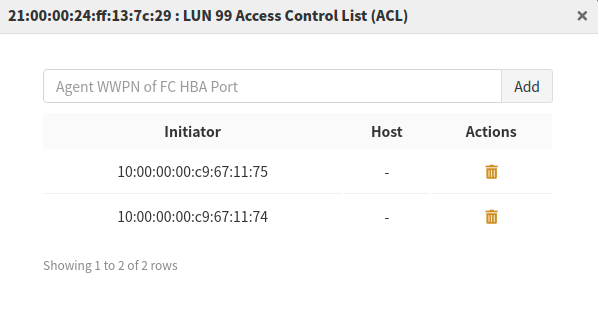 21:00:00:24:ff:13:7c:29 : LUN 99 Access Control List (ACL) ×
Agent WWPN of FC HBA Port Add
Initiator Host Actions
10:00:00:00:c9:67:11:75 -
10:00:00:00:c9:67:11:74 -
Showing 1 to 2 of 2 rows